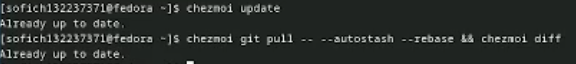 [sofich132237371@fedora ~]$ chezmoi update
Already up to date.
[sofich132237371@fedora ~]$ chezmoi git pull -- --autostash --rebase && chezmoi diff
Already up to date.